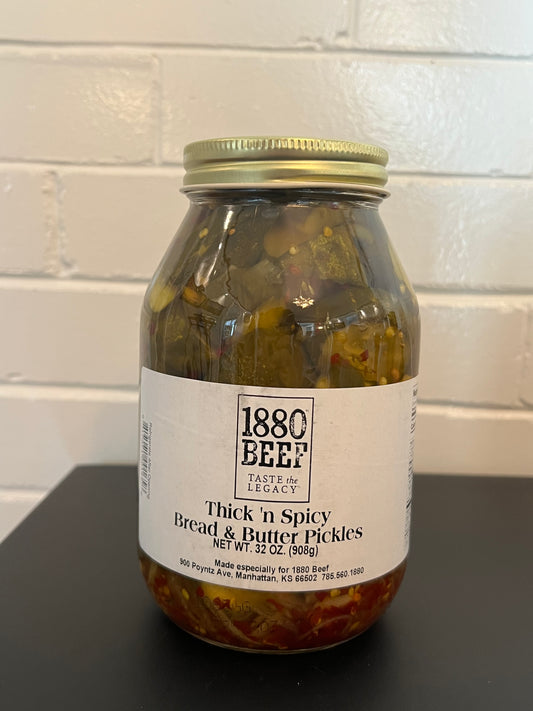 1880
BEEF
TASTE the
LEGACY™
Thick 'n Spicy
Bread & Butter Pickles
NET WT. 32 OZ. (908g)
Made especially for 1880 Beef
900 Poyntz Ave, Manhattan, KS 66502 785.560.1880